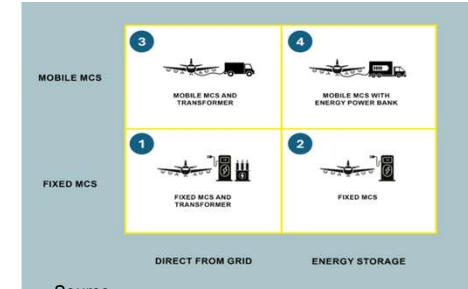 3
4
MOBILE MCS
MOBILE MCS AND
TRANSFORMER
MOBILE MCS WITH
ENERGY POWER BANK
1
2
FIXED MCS
FIXED MCS AND
TRANSFORMER
FIXED MCS
DIRECT FROM GRID
ENERGY STORAGE